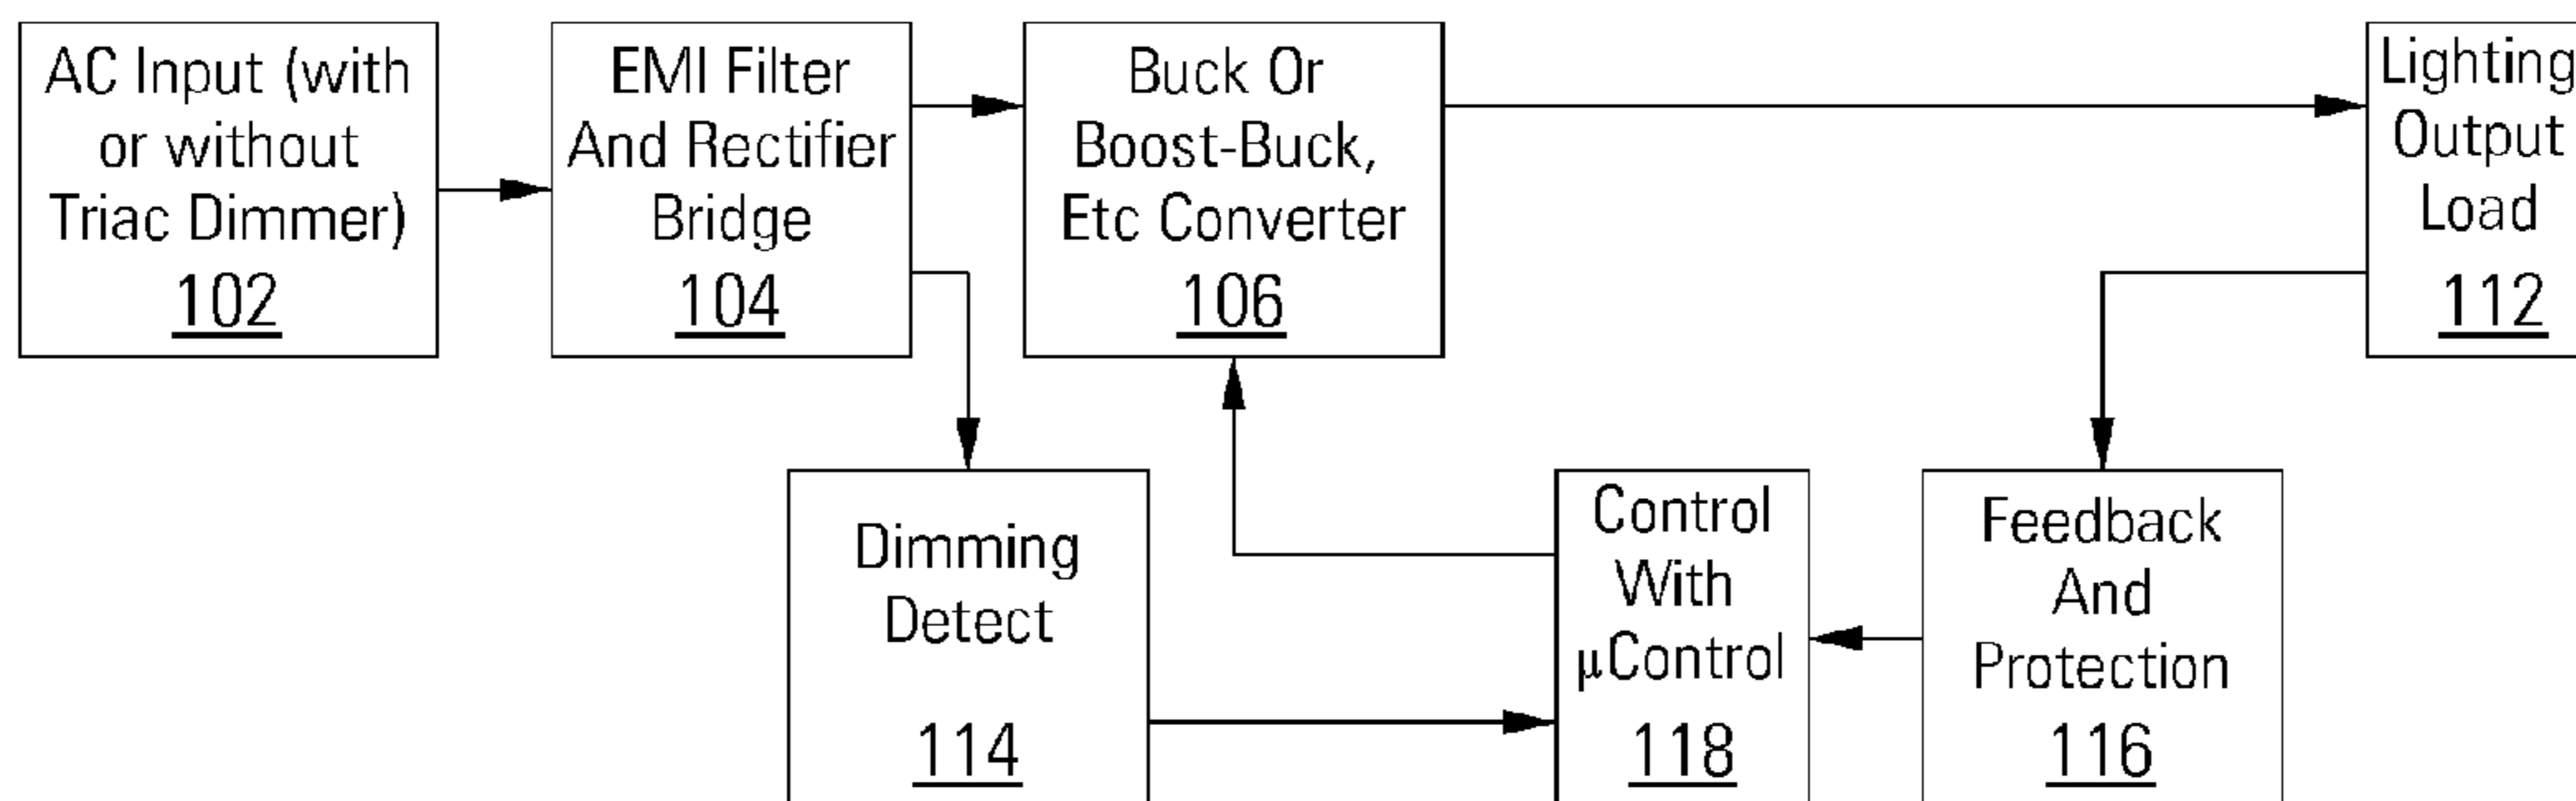 AC Input (with
or without
Triac Dimmer)
102
EMI Filter
And Rectifier
Bridge
104
Buck Or
Boost-Buck,
Etc Converter
106
Lighting
Output
Load
112
Dimming
Detect
114
Control
With
µControl
118
Feedback
And
Protection
116